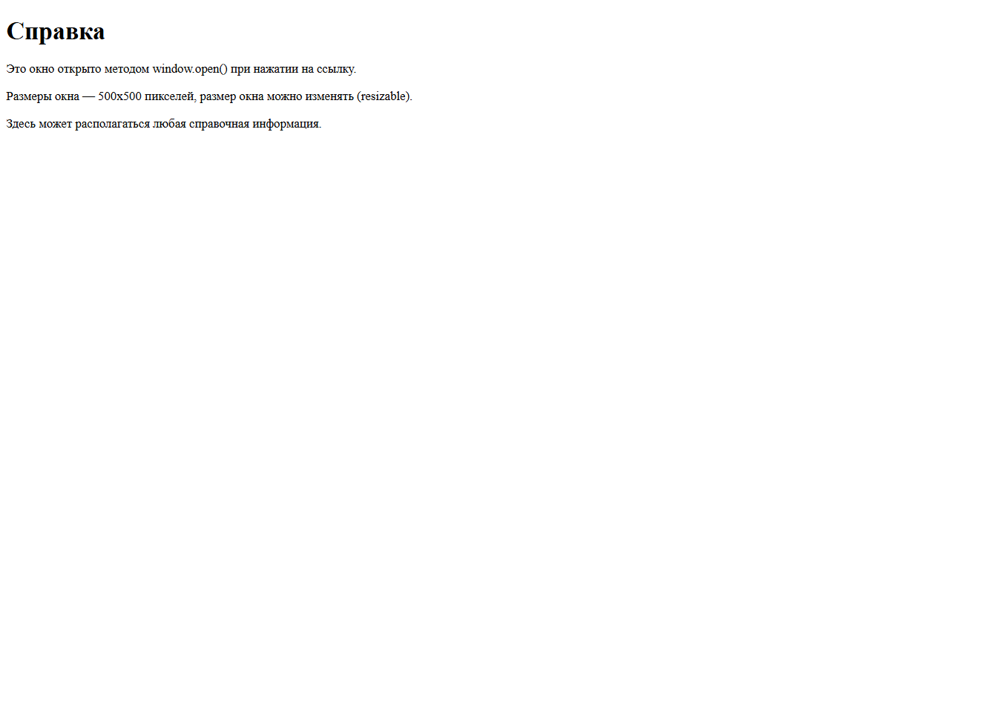 Справка
Это окно открыто методом window.open() при нажатии на ссылку.
Размеры окна — 500x500 пикселей, размер окна можно изменять (resizable).
Здесь может располагаться любая справочная информация.